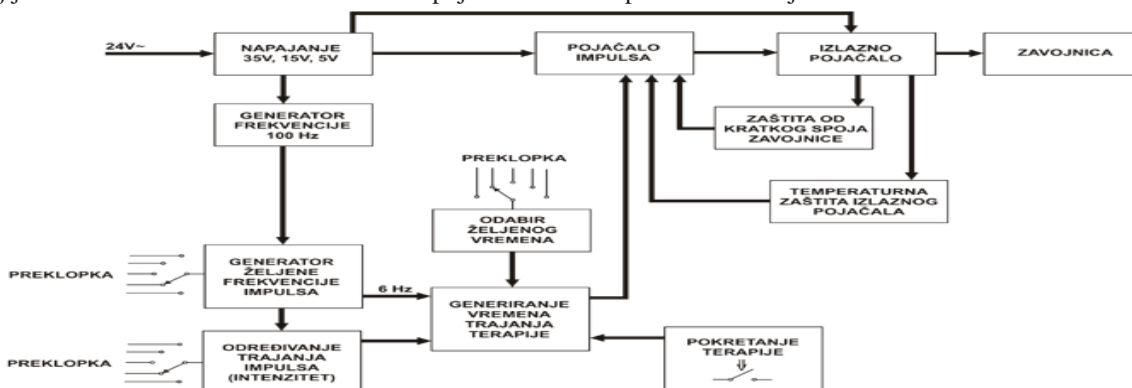 24V~
NAPAJANJE
35V, 15V, 5V
POJAČALO
IMPULSA
IZLAZNO
POJAČALO
ZAVOJNICA
GENERATOR
FREKVENCIJE
100 Hz
ZAŠTITA OD
KRATKOG SPOJA
ZAVOJNICE
PREKLOPKA
TEMPERATURNA
ZAŠTITA IZLAZNOG
POJAČALA
ODABIR
ŽELJENOG
VREMENA
PREKLOPKA
GENERATOR
ŽELJENE
FREKVENCIJE
IMPULSA
6 Hz
GENERIRANJE
VREMENA
TRAJANJA
TERAPIJE
PREKLOPKA
ODREĐIVANJE
TRAJANJA
IMPULSA
(INTENZITET)
POKRETANJE
TERAPIJE